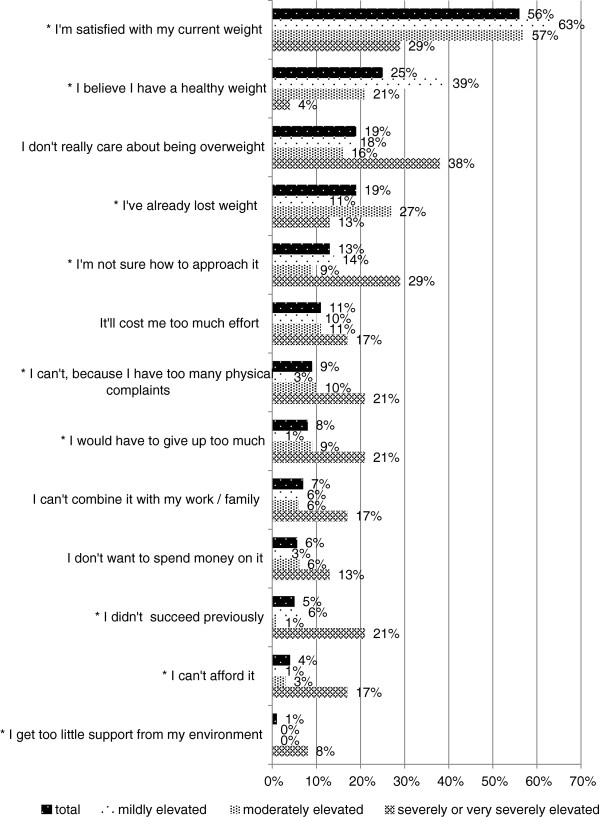 56%
63%
* I'm satisfied with my current weight 57%
29%
25%
39%
* I believe I have a healthy weight 21%
4%
19%
18%
I don't really care about being overweight 16%
38%
19%
11%
* I've already lost weight 27%
13%
13%
14%
* I'm not sure how to approach it 9%
29%
11%
10%
It'll cost me too much effort 11%
17%
9%
* I can't, because I have too many physica 3%
complaints 10%
21%
8%
1%
* I would have to give up too much 9%
21%
7%
6%
I can't combine it with my work / family 6%
17%
6%
3%
I don't want to spend money on it 6%
13%
5%
6%
* I didn't succeed previously 1%
21%
4%
1%
* I can't afford it 3%
17%
1%
0%
* I get too little support from my environment 0%
8%
0% 10% 20% 30% 40% 50% 60% 70%
total mildly elevated moderately elevated severely or very severely elevated